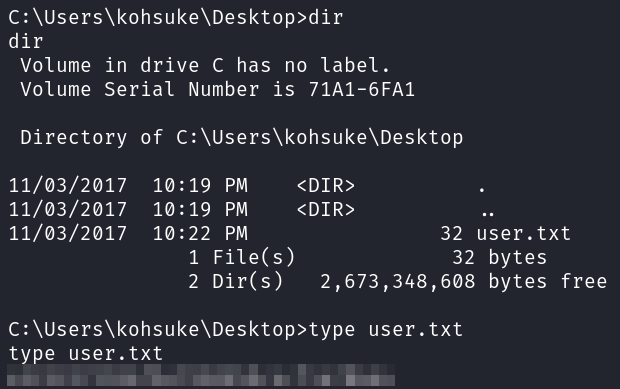 C:\Users\kohsuke\Desktop>dir
dir
 Volume in drive C has no label.
 Volume Serial Number is 71A1-6FA1

 Directory of C:\Users\kohsuke\Desktop

11/03/2017  10:19 PM    <DIR>          .
11/03/2017  10:19 PM    <DIR>          ..
11/03/2017  10:22 PM                32 user.txt
               1 File(s)             32 bytes
               2 Dir(s)   2,673,348,608 bytes free

C:\Users\kohsuke\Desktop>type user.txt
type user.txt